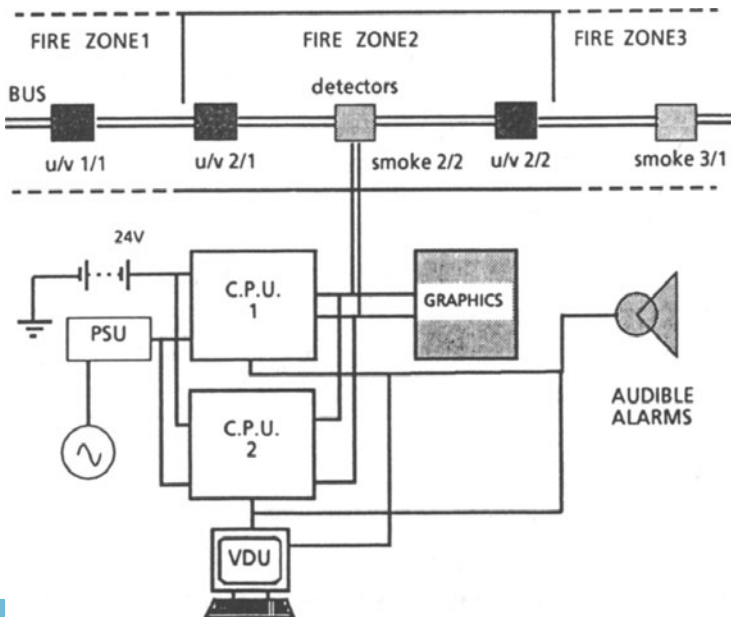 FIRE ZONE1 FIRE ZONE2 FIRE ZONE3
detectors
BUS
u/v 1/1 u/v 2/1 smoke 2/2 u/v 2/2 smoke 3/1
24V
C.P.U.
1
GRAPHICS
PSU
AUDIBLE
ALARMS
C.P.U.
2
VDU